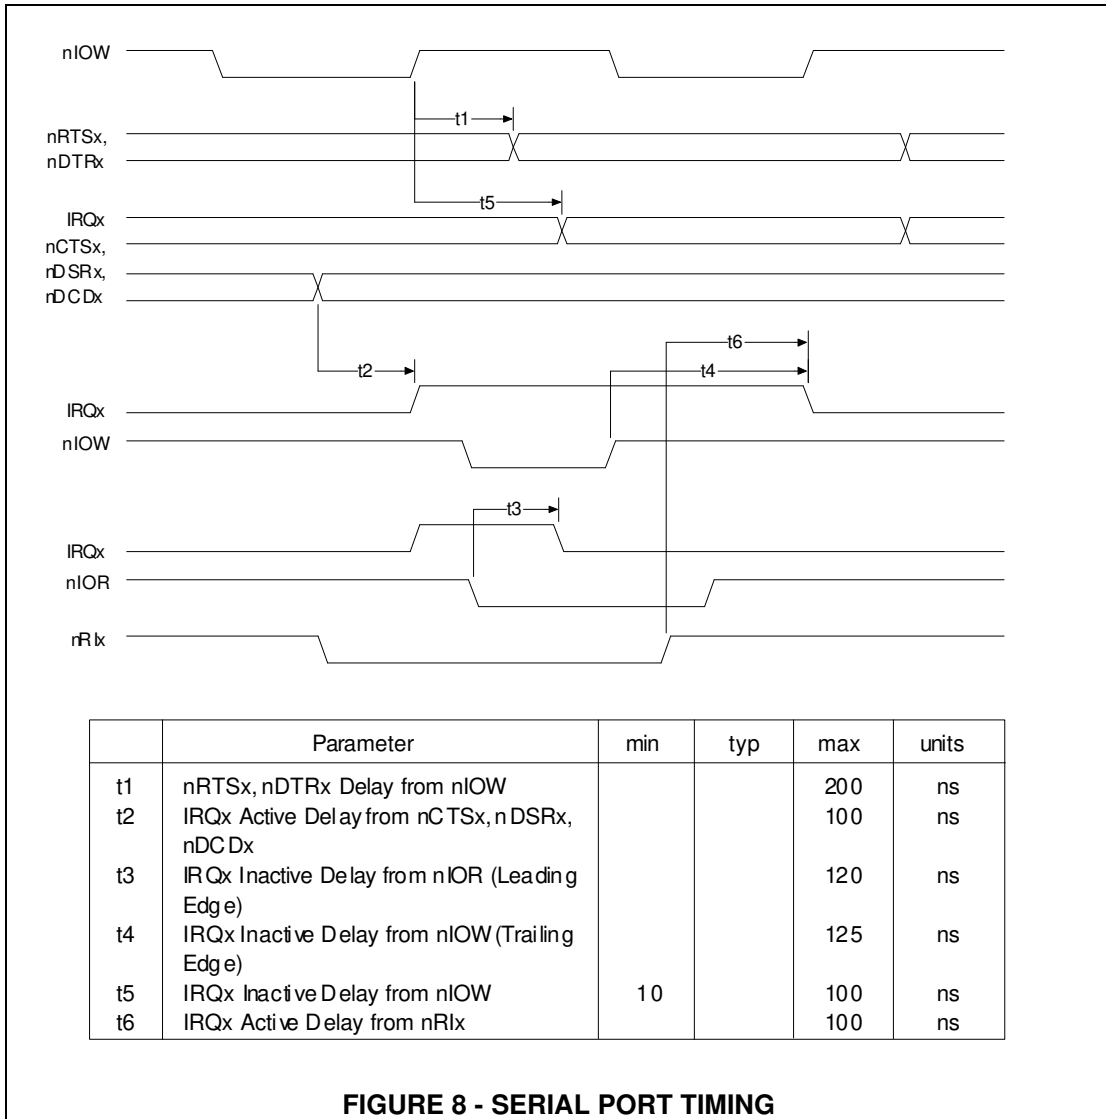 nIOW
t1
nRTSx,
nDTRx
t5
IRQx
nCTSx,
nDSRx,
nDCDx
t6
t2
t4
IRQx
nIOW
t3
IRQx
nIOR
nRIx
Parameter min typ max units
t1 nRTSx, nDTRx Delay from nIOW 200 ns
t2 IRQx Active Delay from nCTSx, nDSRx, 100 ns
nDCDx
t3 IRQx Inactive Delay from nIOR (Leading 120 ns
Edge)
t4 IRQx Inactive Delay from nIOW (Trailing 125 ns
Edge)
t5 IRQx Inactive Delay from nIOW 10 100 ns
t6 IRQx Active Delay from nRIx 100 ns
FIGURE 8 - SERIAL PORT TIMING